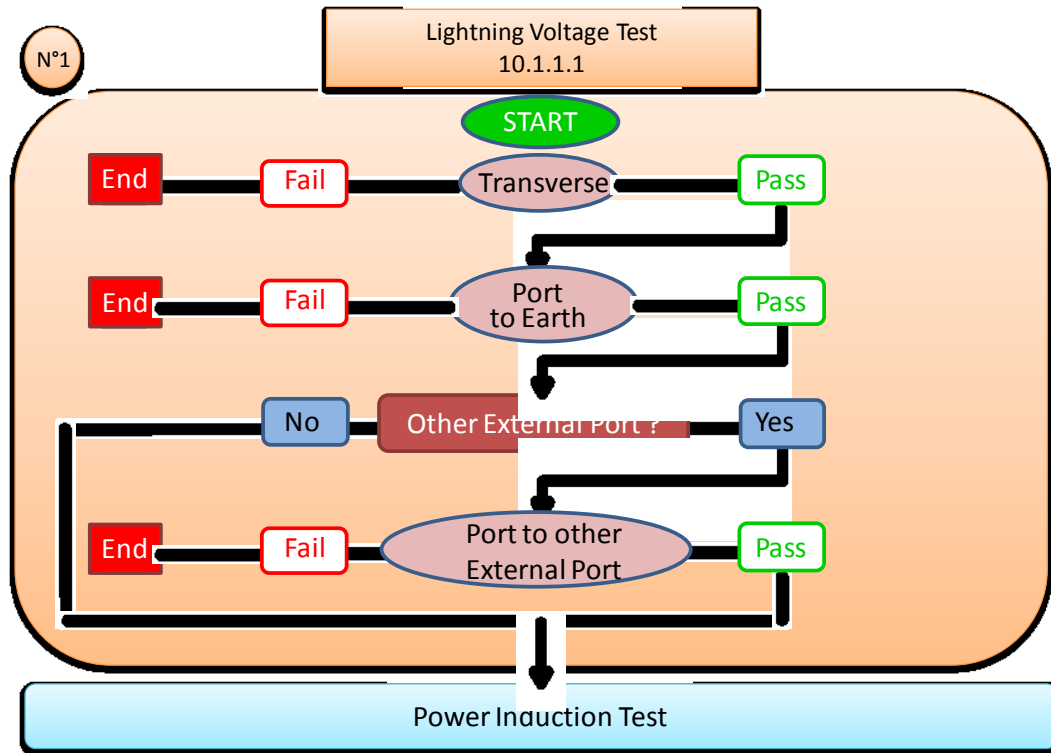 N°1
Lightning Voltage Test
10.1.1.1
START
End
Fail
Transverse
Pass
End
Fail
Port
to Earth
Pass
No
Other External Port ?
Yes
End
Fail
Port to other
External Port
Pass
Power Induction Test